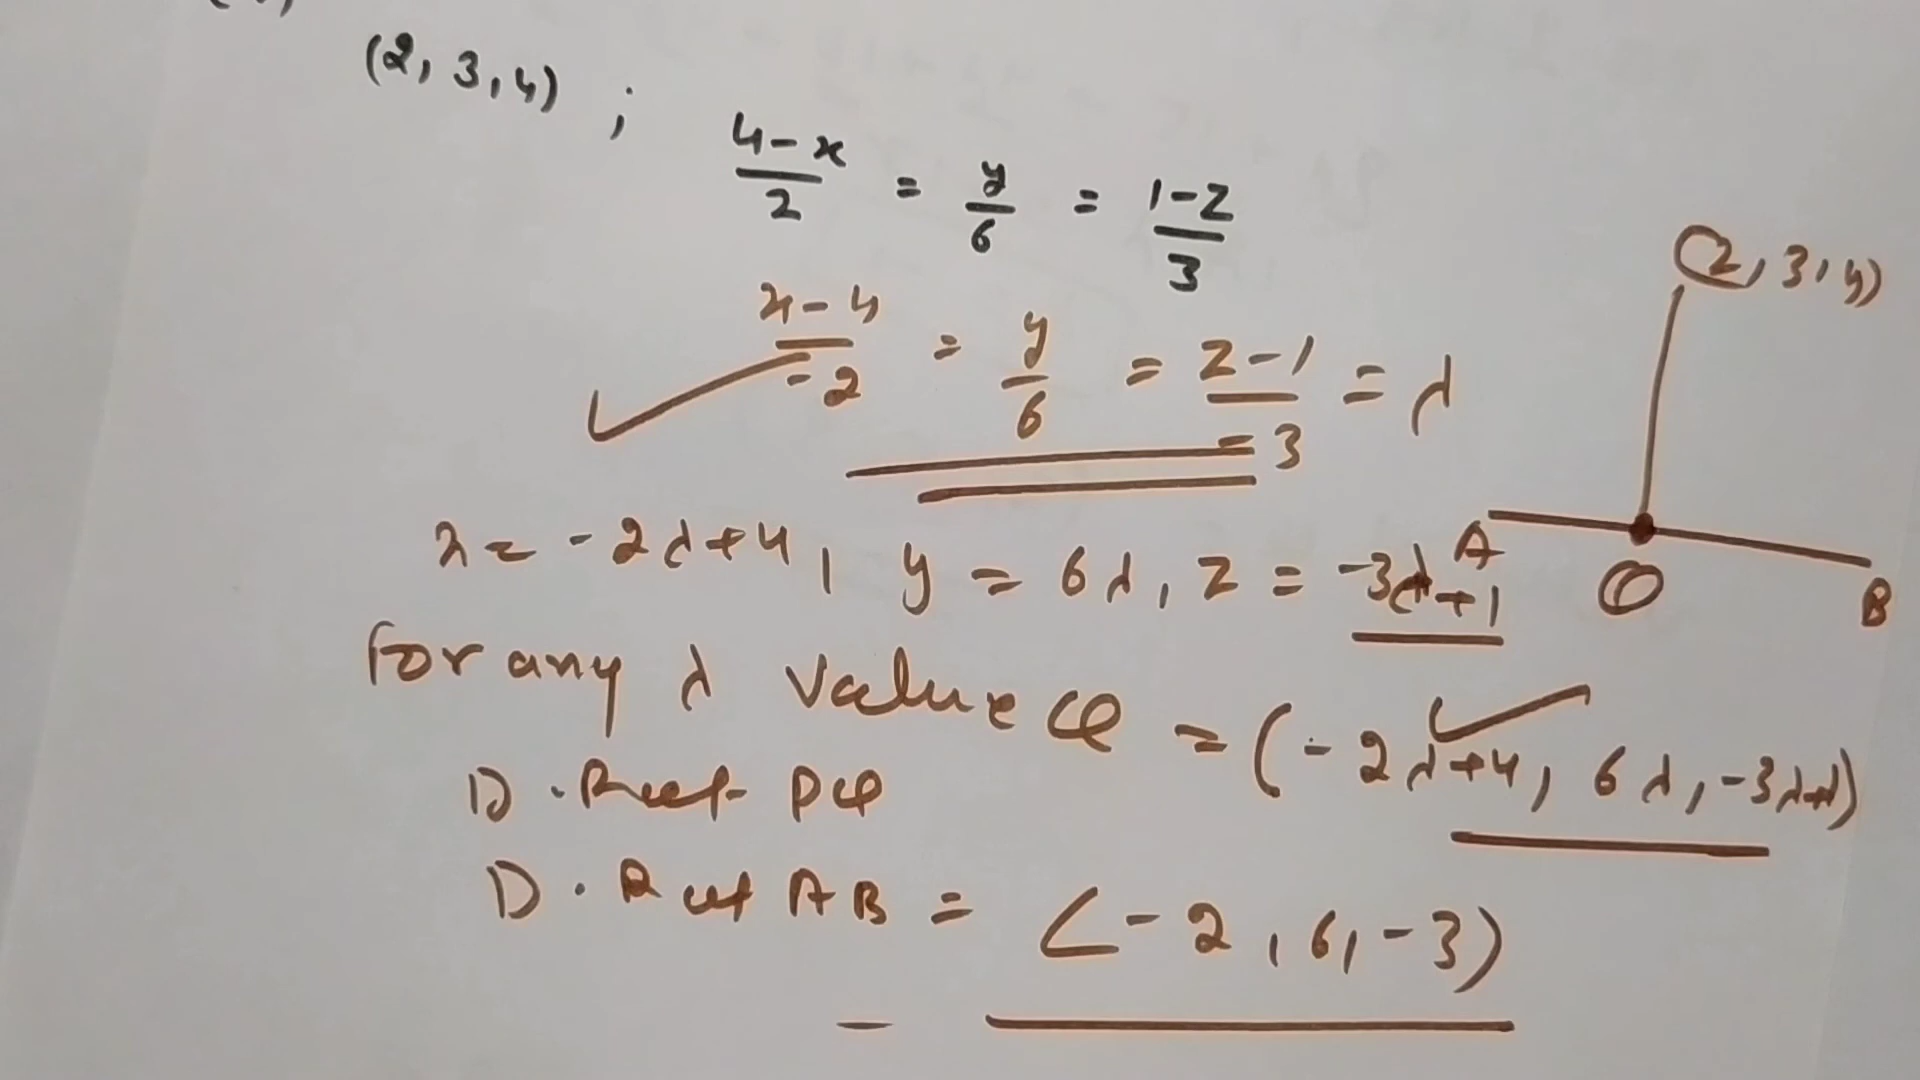 (2, 3, 4) ;
4-x/2 = y/6 = 1-z/3
(2, 3, 4)
x-4/-2 = y/6 = z-1/-3 = λ
x = -2λ+4, y = 6λ, z = -3λ+1
A
B
For any λ value Q = (-2λ+4, 6λ, -3λ+1)
PQ
AB = (-2, 6, -3)